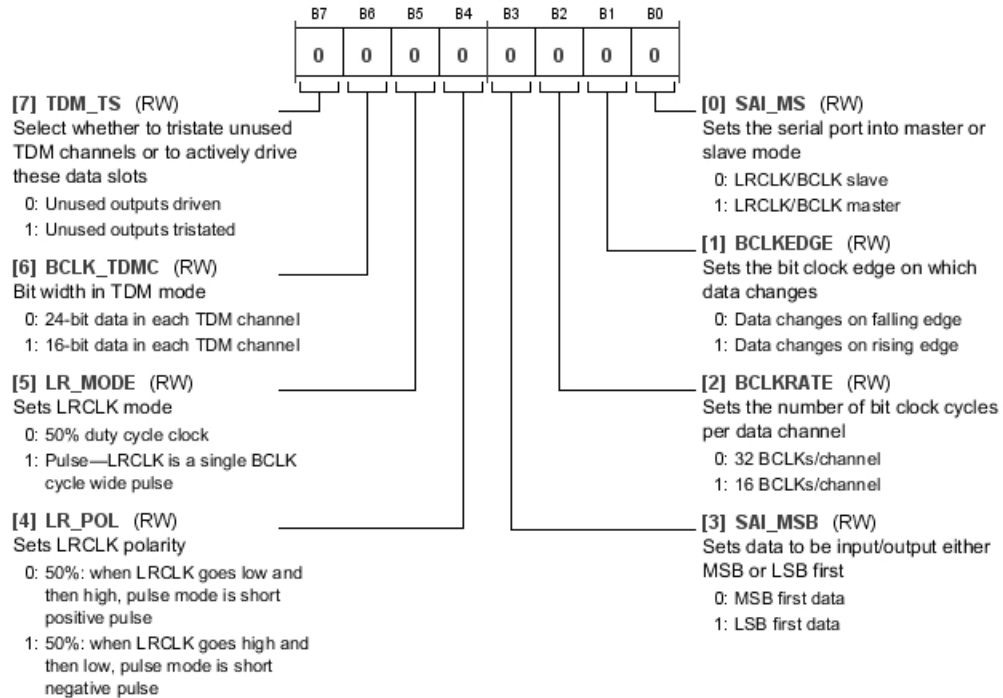 B7 B6 B5 B4 B3 B2 B1 B0
0 0 0 0 0 0 0 0
[7] TDM_TS (RW)
Select whether to tristate unused
TDM channels or to actively drive
these data slots
0: Unused outputs driven
1: Unused outputs tristated
[6] BCLK_TDMC (RW)
Bit width in TDM mode
0: 24-bit data in each TDM channel
1: 16-bit data in each TDM channel
[5] LR_MODE (RW)
Sets LRCLK mode
0: 50% duty cycle clock
1: Pulse—LRCLK is a single BCLK
cycle wide pulse
[4] LR_POL (RW)
Sets LRCLK polarity
0: 50%: when LRCLK goes low and
then high, pulse mode is short
positive pulse
1: 50%: when LRCLK goes high and
then low, pulse mode is short
negative pulse
[0] SAI_MS (RW)
Sets the serial port into master or
slave mode
0: LRCLK/BCLK slave
1: LRCLK/BCLK master
[1] BCLKEDGE (RW)
Sets the bit clock edge on which
data changes
0: Data changes on falling edge
1: Data changes on rising edge
[2] BCLKRATE (RW)
Sets the number of bit clock cycles
per data channel
0: 32 BCLKs/channel
1: 16 BCLKs/channel
[3] SAI_MSB (RW)
Sets data to be input/output either
MSB or LSB first
0: MSB first data
1: LSB first data